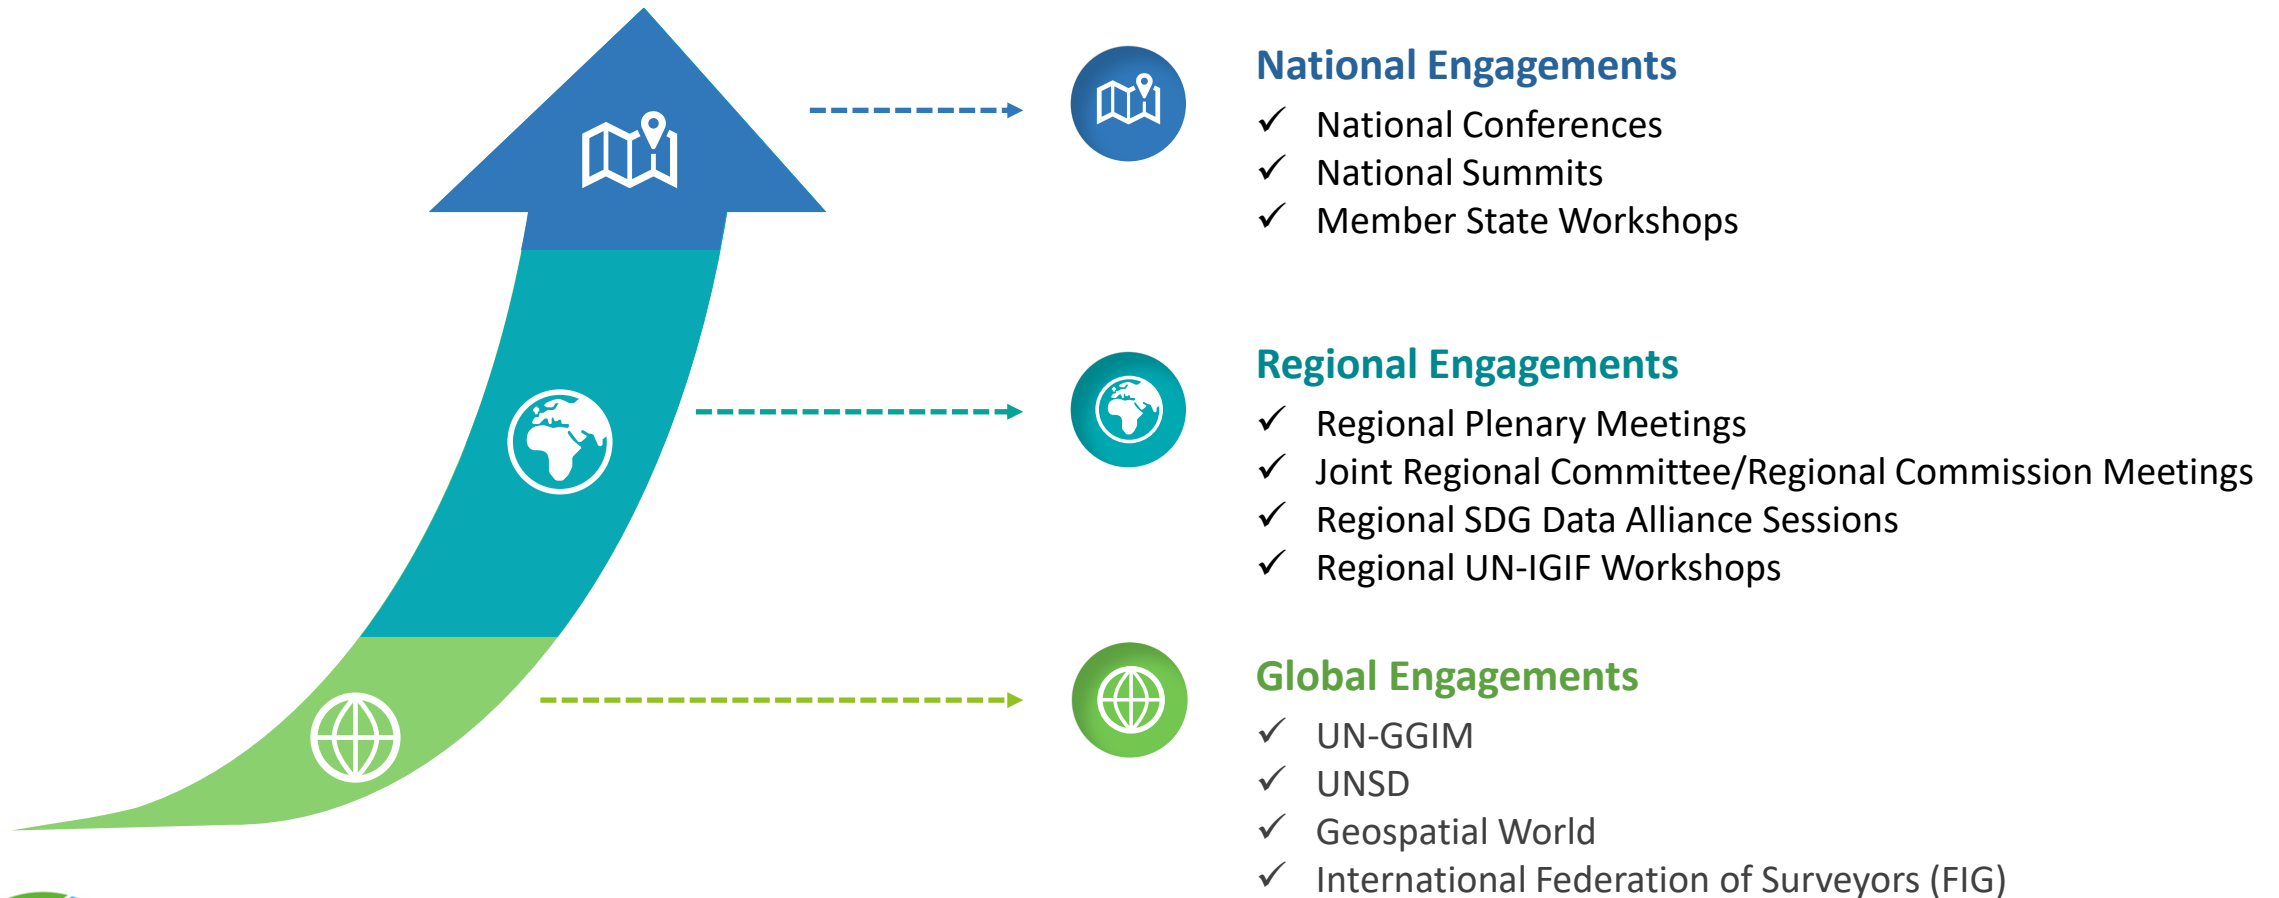 National Engagements
✓ National Conferences
✓ National Summits
✓ Member State Workshops
Regional Engagements
✓ Regional Plenary Meetings
✓ Joint Regional Committee/Regional Commission Meetings
✓ Regional SDG Data Alliance Sessions
✓ Regional UN-IGIF Workshops
Global Engagements
✓ UN-GGIM
✓ UNSD
✓ Geospatial World
✓ International Federation of Surveyors (FIG)